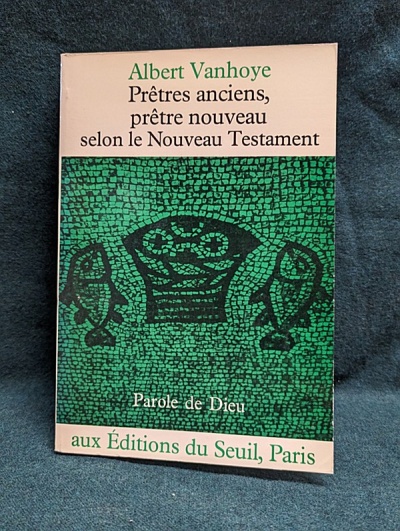 Albert Vanhoye
Prêtres anciens,
prêtre nouveau
selon le Nouveau Testament
Parole de Dieu
aux Éditions du Seuil, Paris